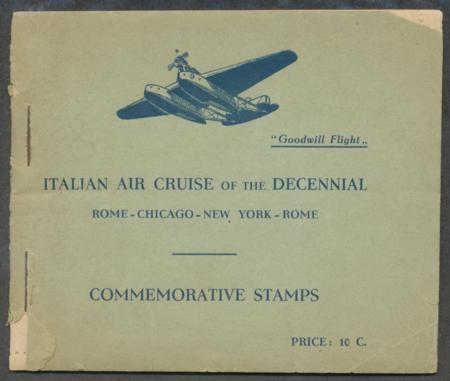 "Goodwill Flight„
ITALIAN AIR CRUISE OF THE DECENNIAL
ROME-CHICAGO-NEW YORK-ROME
COMMEMORATIVE STAMPS
PRICE: 10 C.